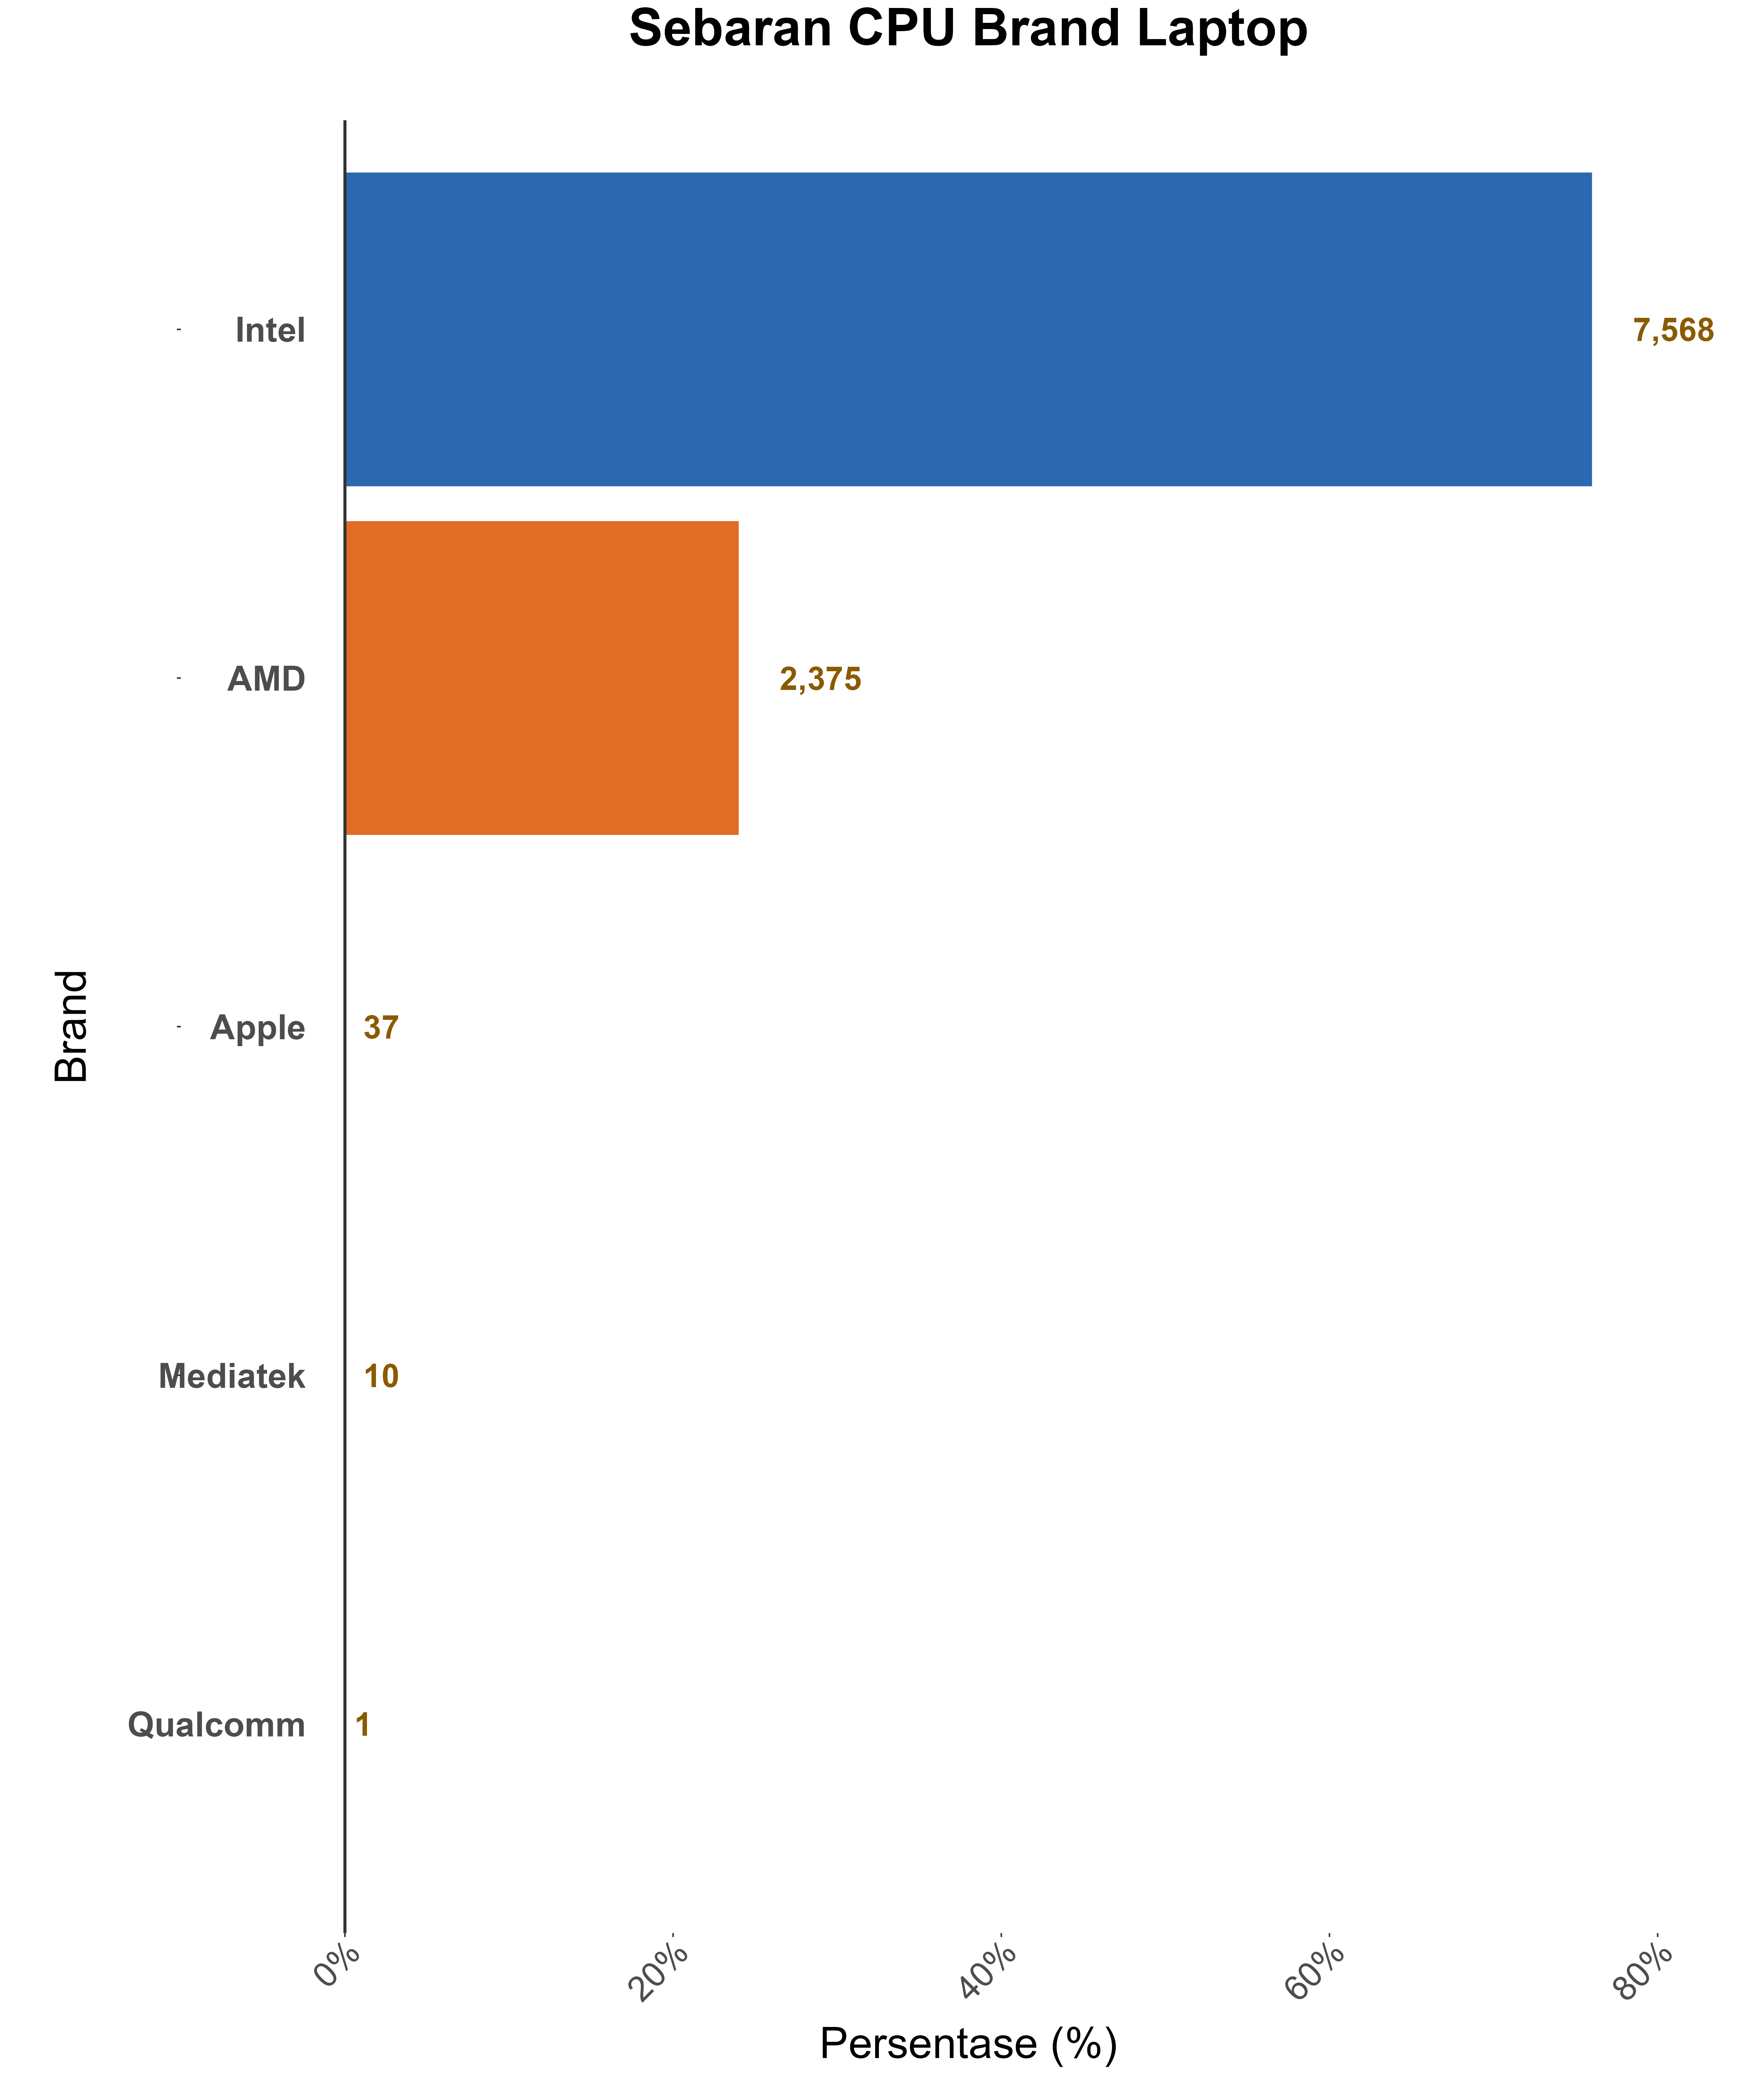 Sebaran CPU Brand Laptop
Intel 7,568
AMD 2,375
Apple 37
Mediatek 10
Qualcomm 1
Brand
0% 20% 40% 60% 80%
Persentase (%)